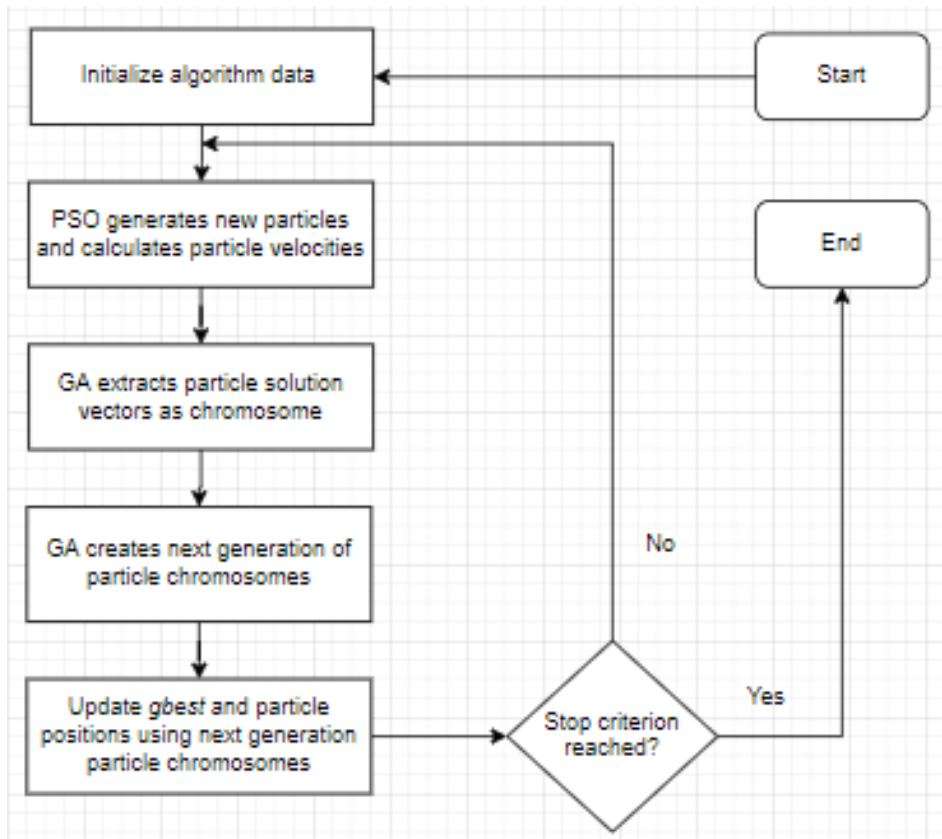 Initialize algorithm data
Start
PSO generates new particles
and calculates particle velocities
End
GA extracts particle solution
vectors as chromosome
GA creates next generation of
particle chromosomes
No
Update gbest and particle
positions using next generation
particle chromosomes
Stop criterion
reached?
Yes